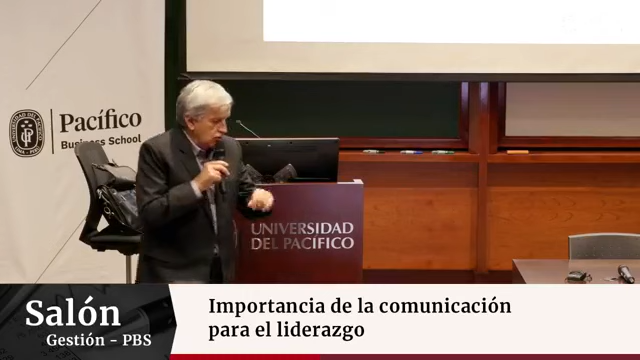 Pacífico
Business School
UNIVERSIDAD
DEL PACÍFICO
Salón
Gestión - PBS
Importancia de la comunicación
para el liderazgo